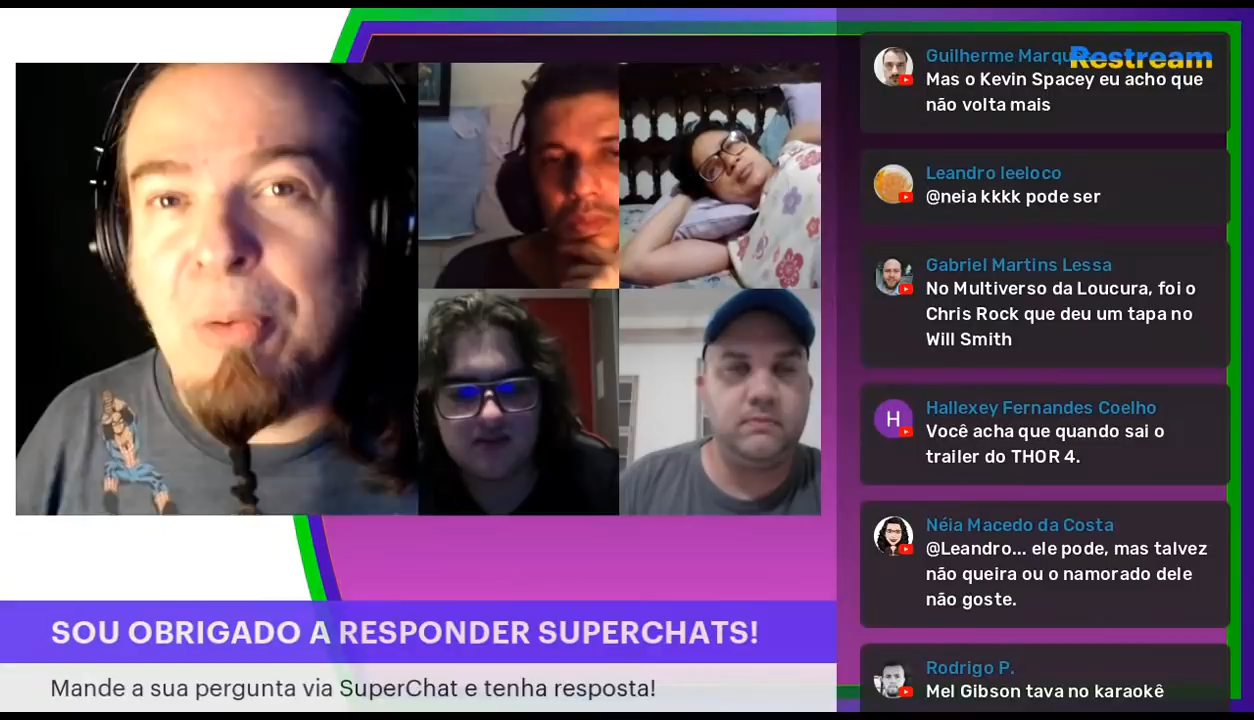 Guilherme Marqu
Restream
Mas o Kevin Spacey eu acho que
não volta mais
Leandro leeloco
@neia kkkk pode ser
Gabriel Martins Lessa
No Multiverso da Loucura, foi o
Chris Rock que deu um tapa no
Will Smith
H
Hallexey Fernandes Coelho
Você acha que quando sai o
trailer do THOR 4.
Néia Macedo da Costa
@Leandro... ele pode, mas talvez
não queira ou o namorado dele
não goste.
Rodrigo P.
Mel Gibson tava no karaokê
SOU OBRIGADO A RESPONDER SUPERCHATS!
Mande a sua pergunta via SuperChat e tenha resposta!